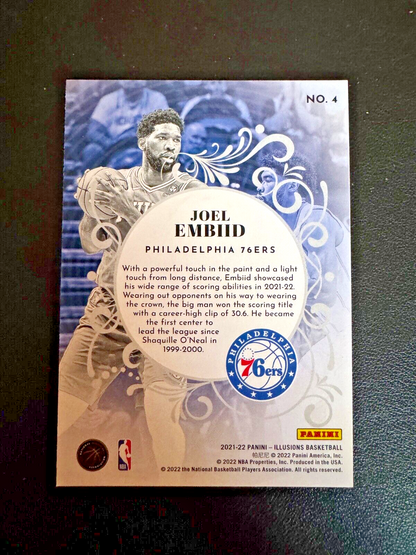 NO. 4
JOEL
EMBIID
PHILADELPHIA 76ERS
With a powerful touch in the paint and a light
touch from long distance, Embiid showcased
his wide range of scoring abilities in 2021-22.
Wearing out opponents on his way to wearing
the crown, the big man won the scoring title
with a career-high clip of 30.6. He became
the first center to
lead the league since
Shaquille O'Neal in
1999-2000.
PHILADELPHIA
76ers
PANINI
2021-22 PANINI – ILLUSIONS BASKETBALL
帕尼尼 © 2022 Panini America, Inc.
© 2022 NBA Properties, Inc. Produced in the USA.
© 2022 the National Basketball Players Association. All rights reserved.
NBA